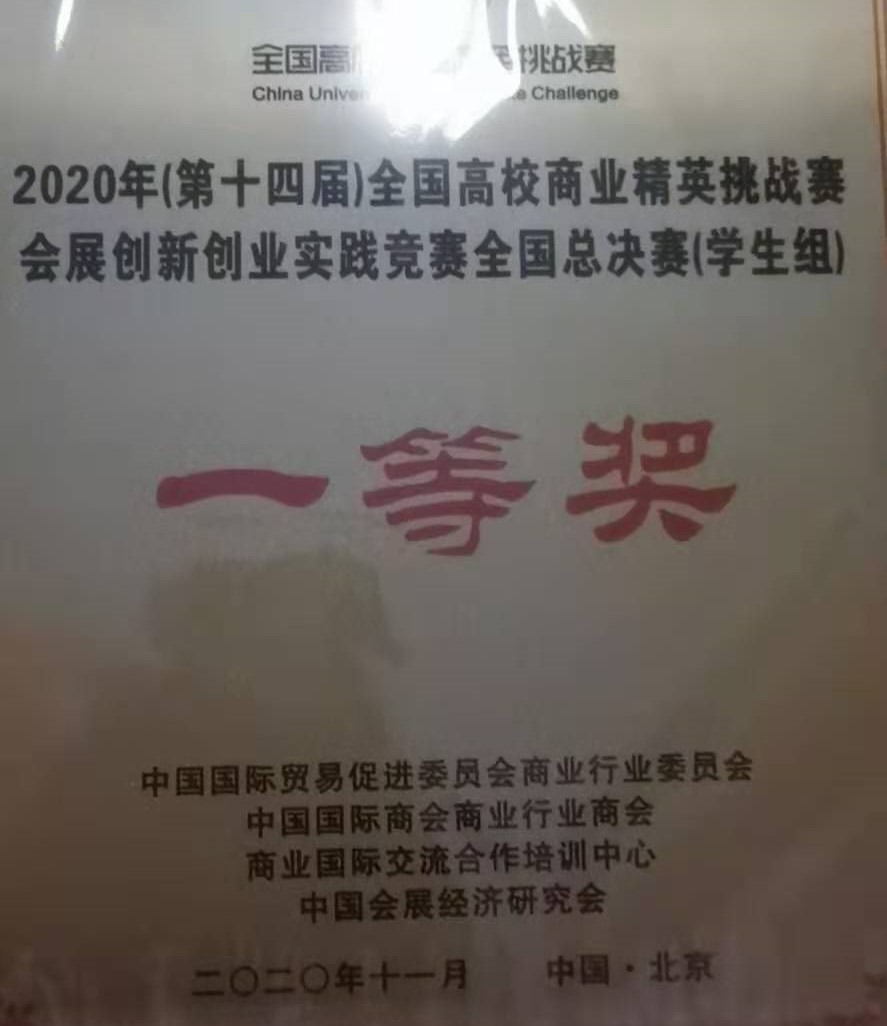 全国高 挑战赛
China Challenge
2020年(第十四届)全国高校商业精英挑战赛
会展创新创业实践竞赛全国总决赛(学生组)
一等奖
中国国际贸易促进委员会商业行业委员会
中国国际商会商业行业商会
商业国际交流合作培训中心
中国会展经济研究会
二〇二〇年十一月 中国·北京